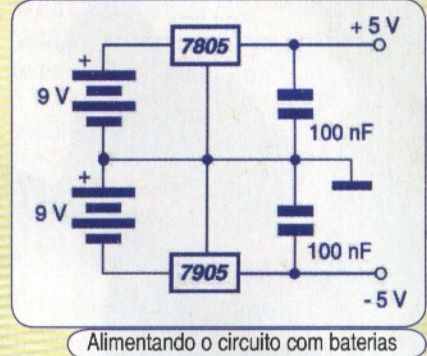 + 5 V
7805
+
9 V
100 nF
+
9 V
100 nF
7905
- 5 V
Alimentando o circuito com baterias